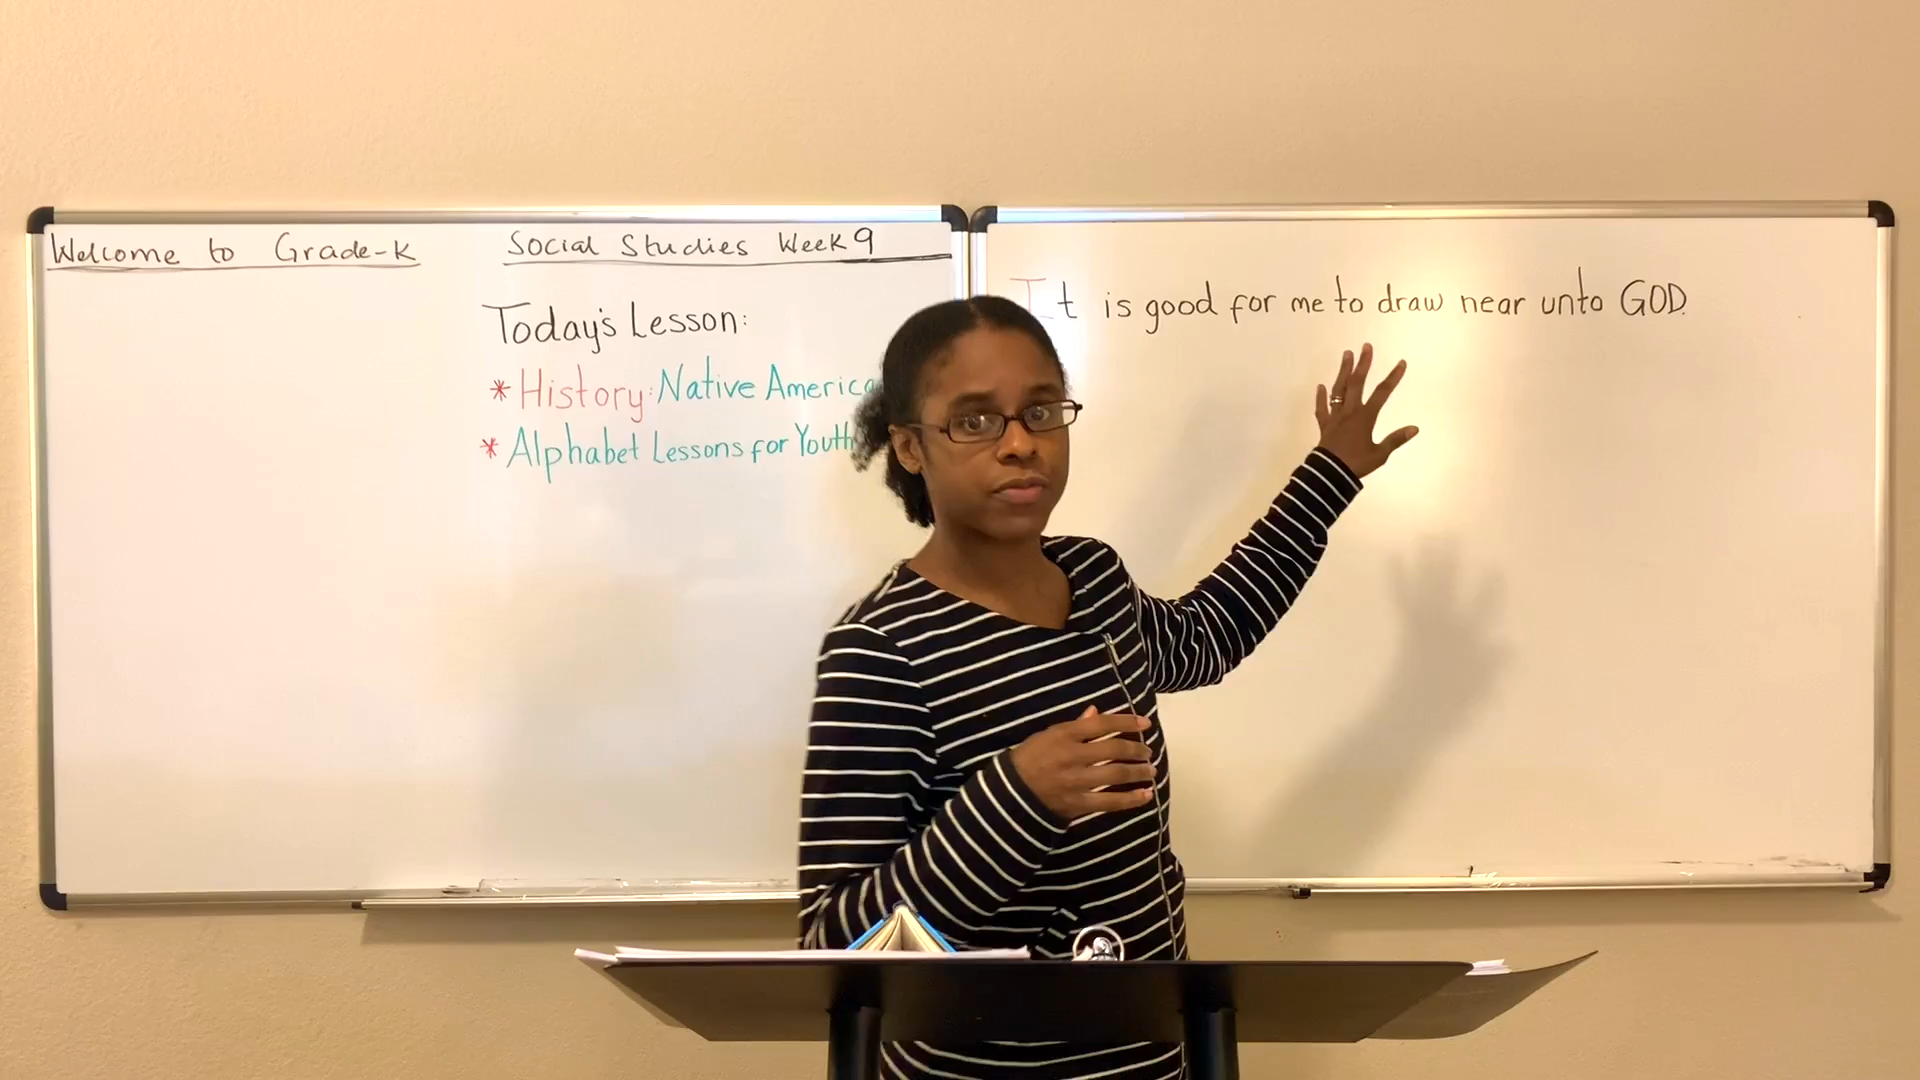 Welcome to Grade-K
Social Studies Week 9
Today's Lesson:
* History: Native America
* Alphabet Lessons for Youth
It is good for me to draw near unto GOD.